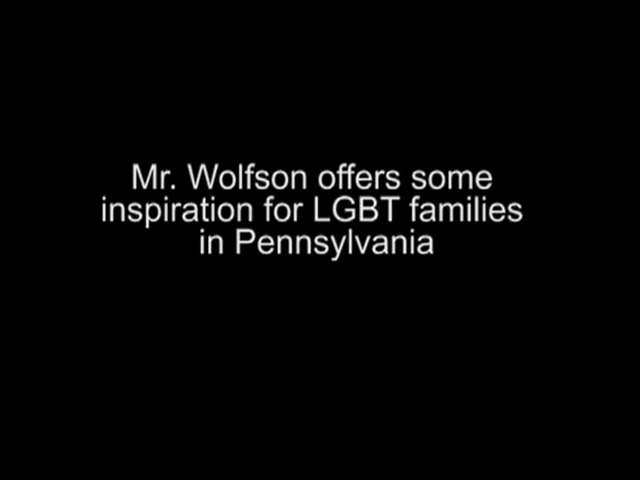 Mr. Wolfson offers some
inspiration for LGBT families
in Pennsylvania